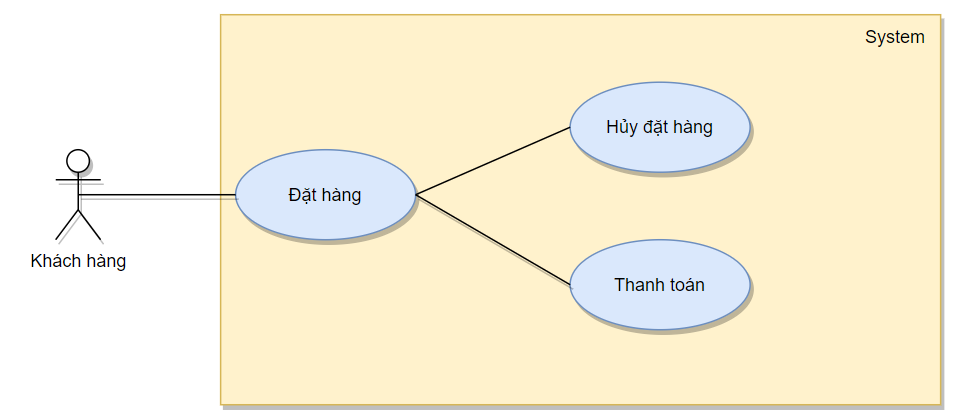 System
Hủy đặt hàng
Đặt hàng
Khách hàng
Thanh toán